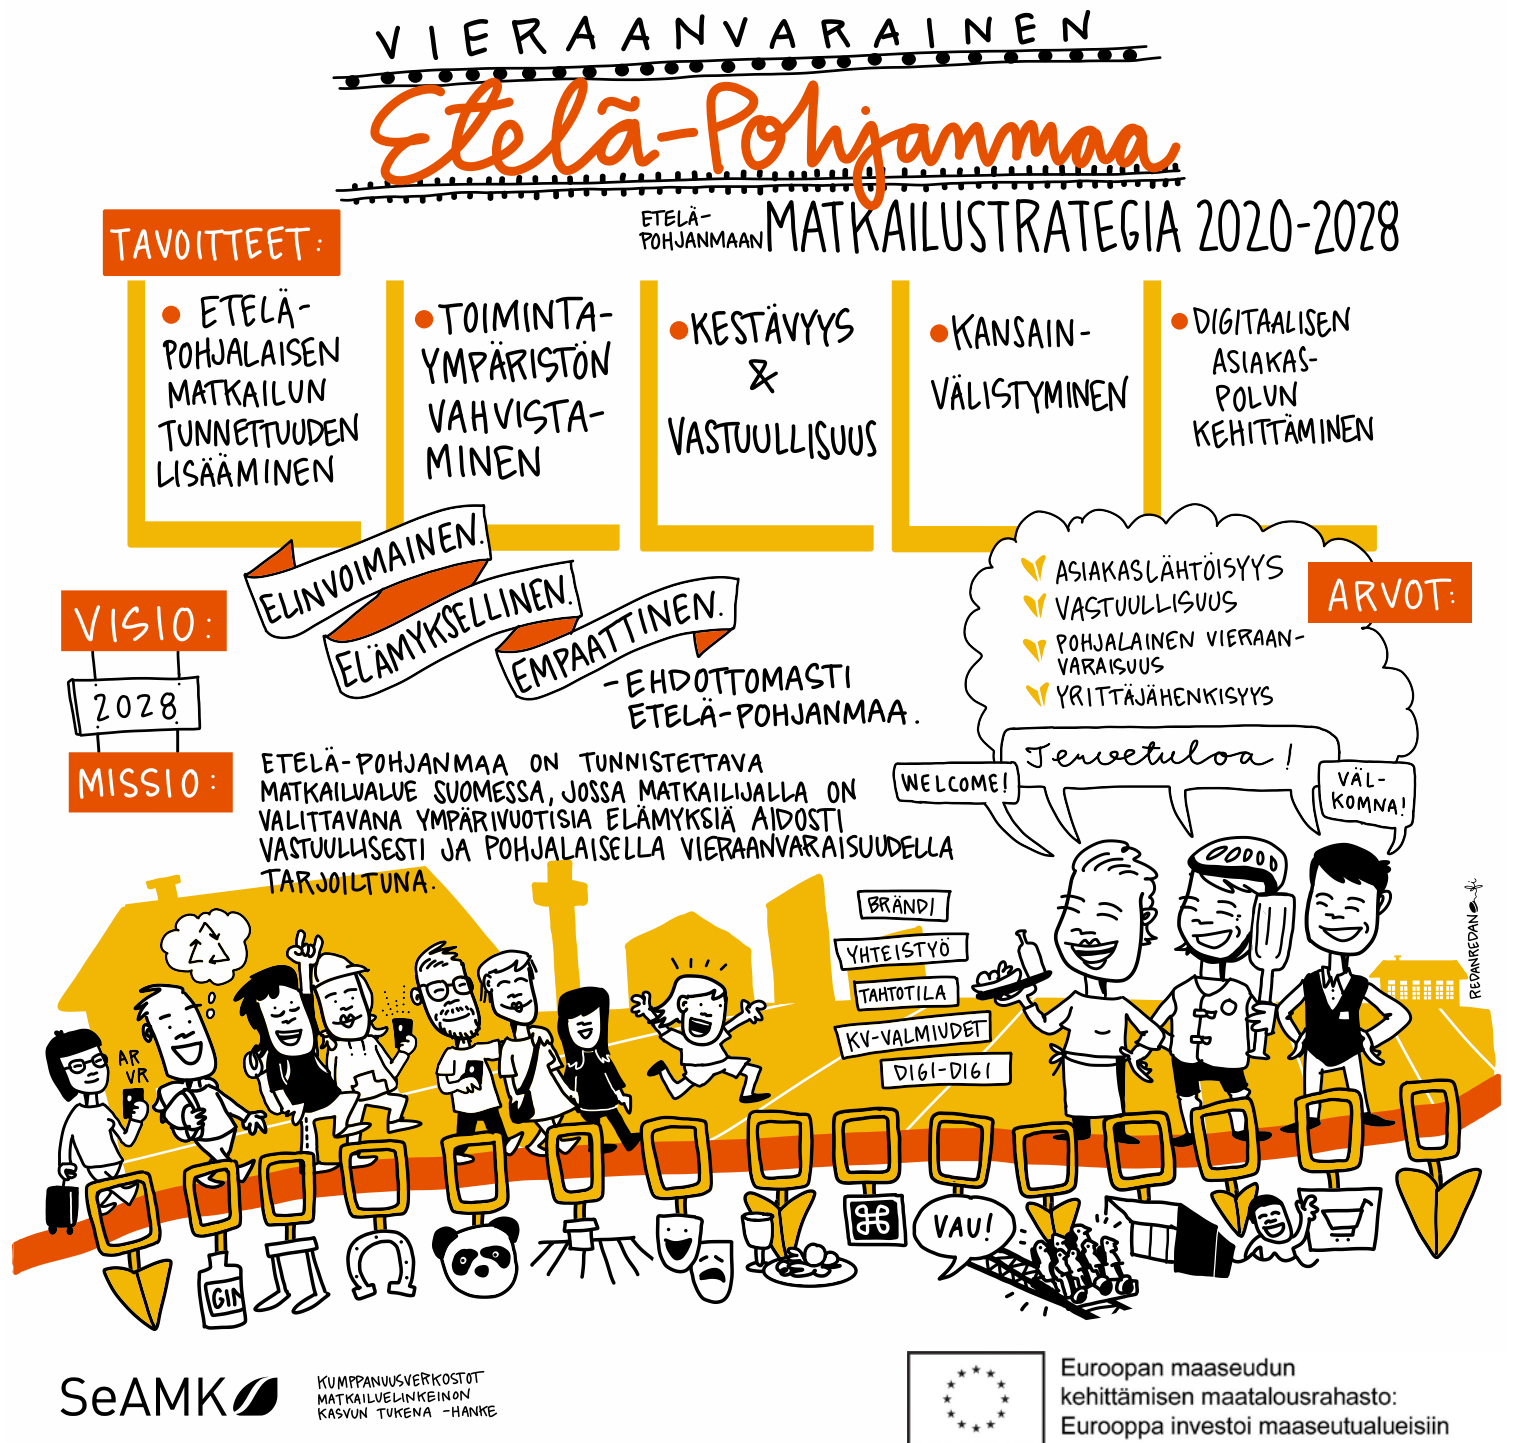 VIERAANVARAINEN
Etelä-Pohjanmaa
ETELÄ-
POHJANMAAN MATKAILUSTRATEGIA 2020-2028
TAVOITTEET:
• ETELÄ-
POHJALAISEN
MATKAILUN
TUNNETTUUDEN
LISÄÄMINEN
• TOIMINTA-
YMPÄRISTÖN
VAHVISTA-
MINEN
• KESTÄVYYS
&
VASTUULLISUUS
• KANSAIN-
VÄLISTYMINEN
• DIGITAALISEN
ASIAKAS-
POLUN
KEHITTÄMINEN
VISIO:
2028
ELINVOIMAINEN.
ELÄMYKSELLINEN.
EMPAATTINEN.
- EHDOTTOMASTI
ETELÄ-POHJANMAA.
ARVOT:
ASIAKASLÄHTÖISYYS
VASTUULLISUUS
POHJALAINEN VIERAAN-
VARAISUUS
YRITTÄJÄHENKISYYS
MISSIO:
ETELÄ-POHJANMAA ON TUNNISTETTAVA
MATKAILUALUE SUOMESSA, JOSSA MATKAILIJALLA ON
VALITTAVANA YMPÄRIVUOTISIA ELÄMYKSIÄ AIDOSTI
VASTUULLISESTI JA POHJALAISELLA VIERAANVARAISUUDELLA
TARJOILTUNA.
WELCOME!
Tervetuloa!
VÄL-
KOMNA!
BRÄNDI
YHTEISTYÖ
TAHTOTILA
KV-VALMIUDET
DIGI-DIGI
AR
VR
REDANREDAN.fi
GIN
VAU!
SeAMK
KUMPPANUUSVERKOSTOT
MATKAILUELINKEINON
KASVUN TUKENA -HANKE
Euroopan maaseudun
kehittämisen maatalousrahasto:
Eurooppa investoi maaseutualueisiin